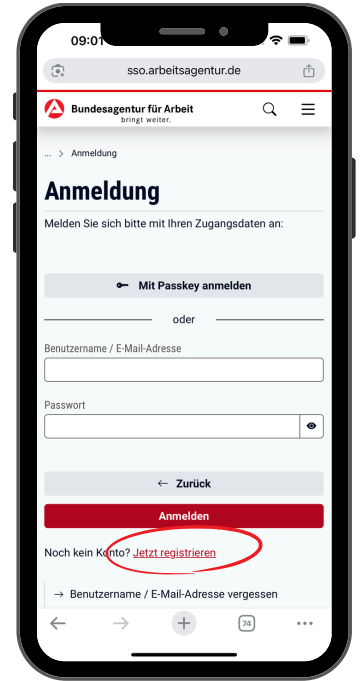 09:01
sso.arbeitsagentur.de
Bundesagentur für Arbeit
bringt weiter.
... > Anmeldung
Anmeldung
Melden Sie sich bitte mit Ihren Zugangsdaten an:
Mit Passkey anmelden
oder
Benutzername / E-Mail-Adresse
Passwort
← Zurück
Anmelden
Noch kein Konto? Jetzt registrieren
→ Benutzername / E-Mail-Adresse vergessen
74